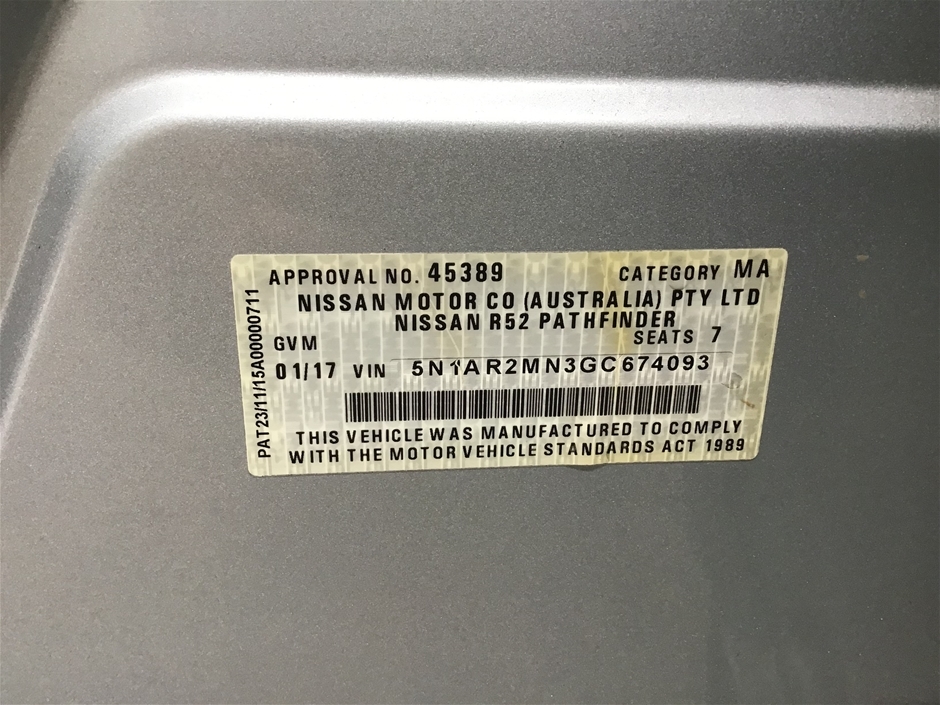 APPROVAL NO. 45389 CATEGORY MA
NISSAN MOTOR CO (AUSTRALIA) PTY LTD
NISSAN R52 PATHFINDER
GVM SEATS 7
01/17 VIN 5N1AR2MN3GC674093
THIS VEHICLE WAS MANUFACTURED TO COMPLY
WITH THE MOTOR VEHICLE STANDARDS ACT 1989
PAT23/11/15A00000711